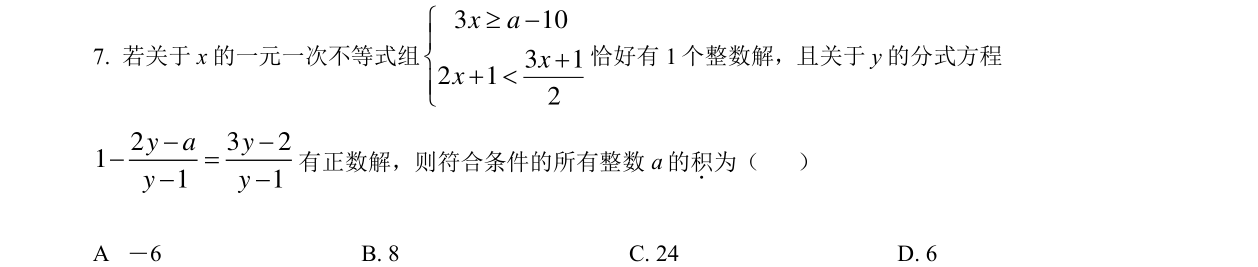 7. 若关于 x 的一元一次不等式组 { 3x ≥ a−10, 2x+1 < (3x+1)/2 恰好有 1 个整数解，且关于 y 的分式方程
1− (2y−a)/(y−1) = (3y−2)/(y−1) 有正数解，则符合条件的所有整数 a 的积为（　　）
A －6 B. 8 C. 24 D. 6